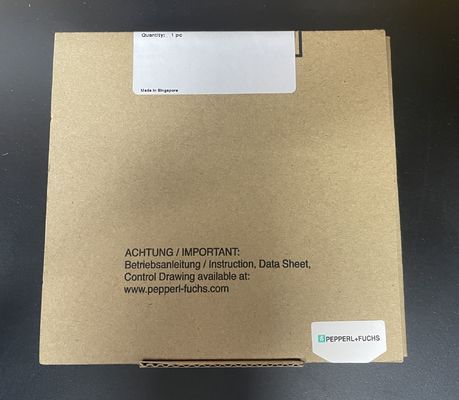 Quantity: 1 pc
Made in Singapore
ACHTUNG / IMPORTANT:
Betriebsanleitung / Instruction, Data Sheet,
Control Drawing available at:
www.pepperl-fuchs.com
PEPPERL+FUCHS